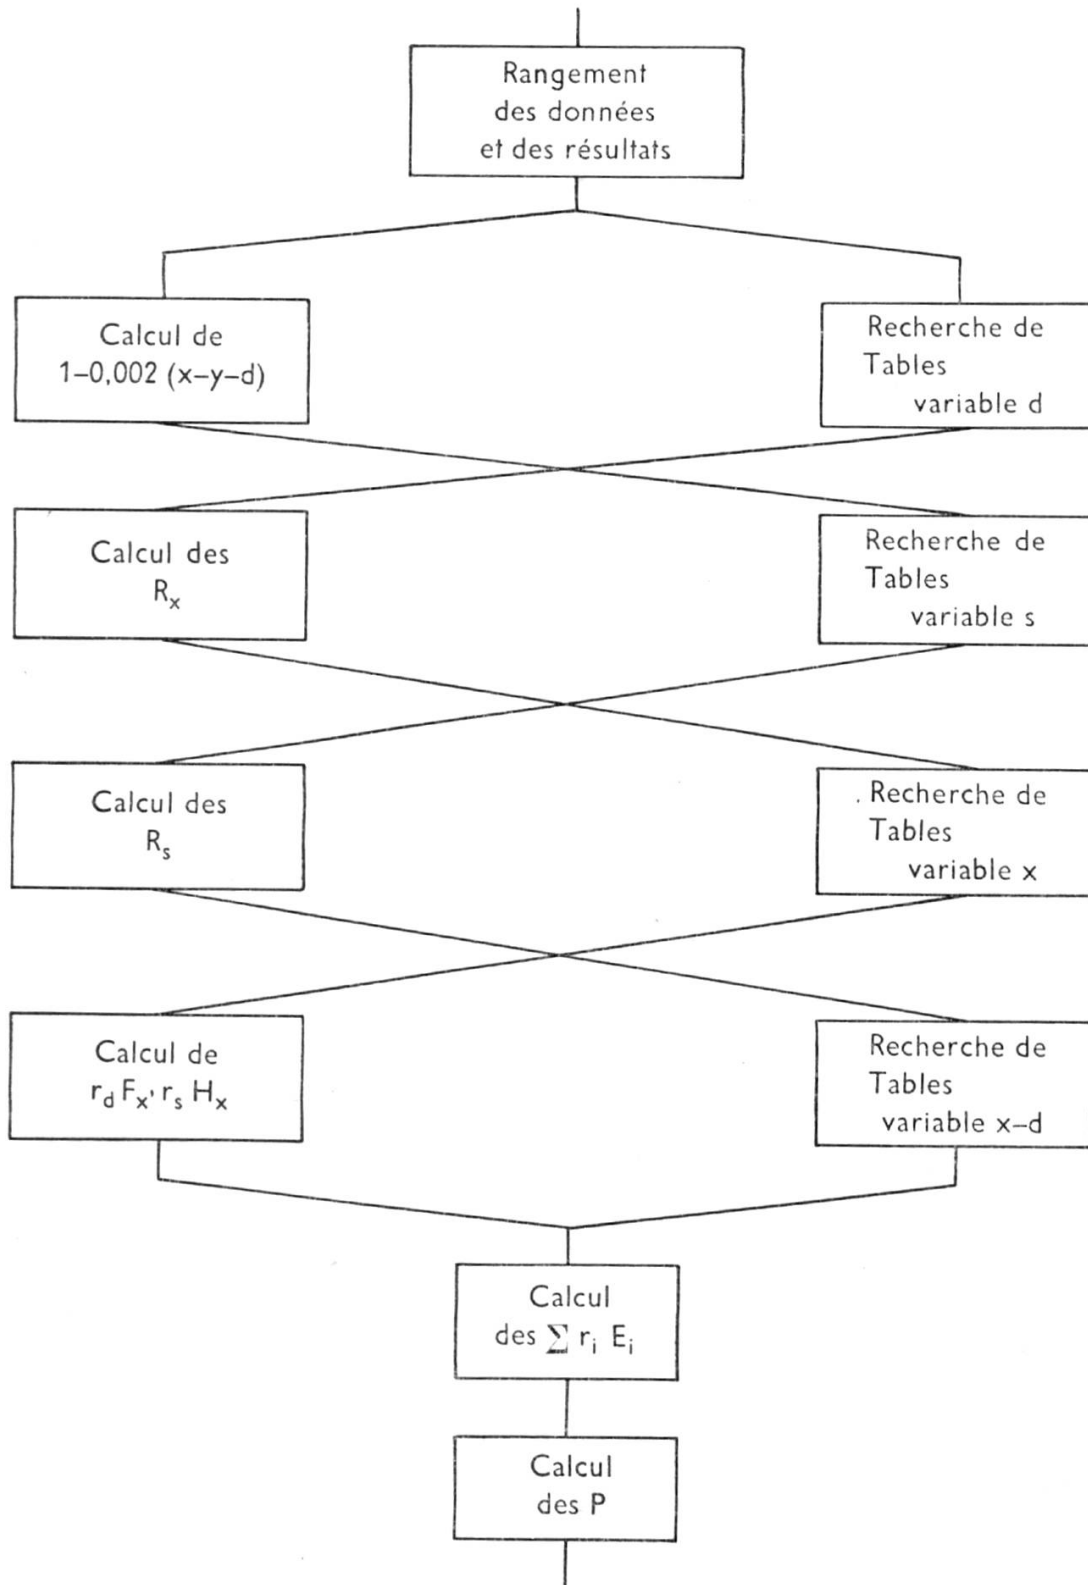 Rangement
des données
et des résultats
Calcul de
1–0,002 (x–y–d)
Recherche de
Tables
variable d
Calcul des
Rₓ
Recherche de
Tables
variable s
Calcul des
Rₛ
Recherche de
Tables
variable x
Calcul de
r_d Fₓ, rₛ Hₓ
Recherche de
Tables
variable x–d
Calcul
des ∑ rᵢ Eᵢ
Calcul
des P